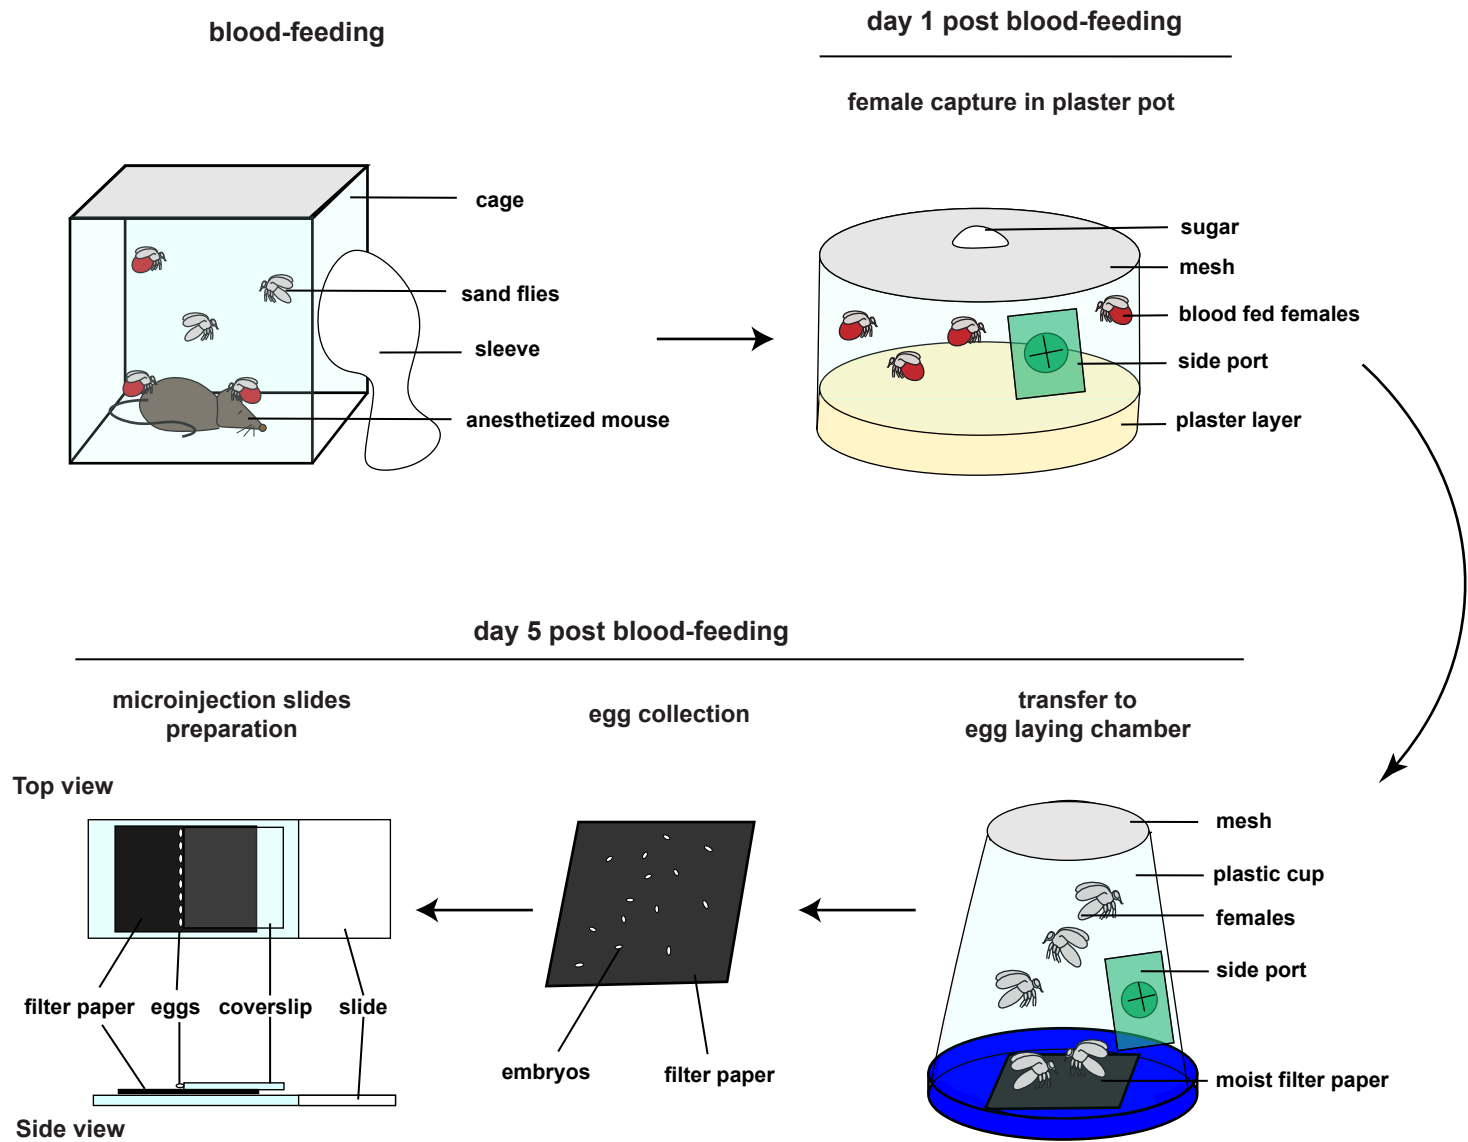 blood-feeding
cage
sand flies
sleeve
anesthetized mouse
day 1 post blood-feeding
female capture in plaster pot
sugar
mesh
blood fed females
side port
plaster layer
day 5 post blood-feeding
microinjection slides
preparation
Top view
filter paper
eggs
coverslip
slide
Side view
egg collection
embryos
filter paper
transfer to
egg laying chamber
mesh
plastic cup
females
side port
moist filter paper